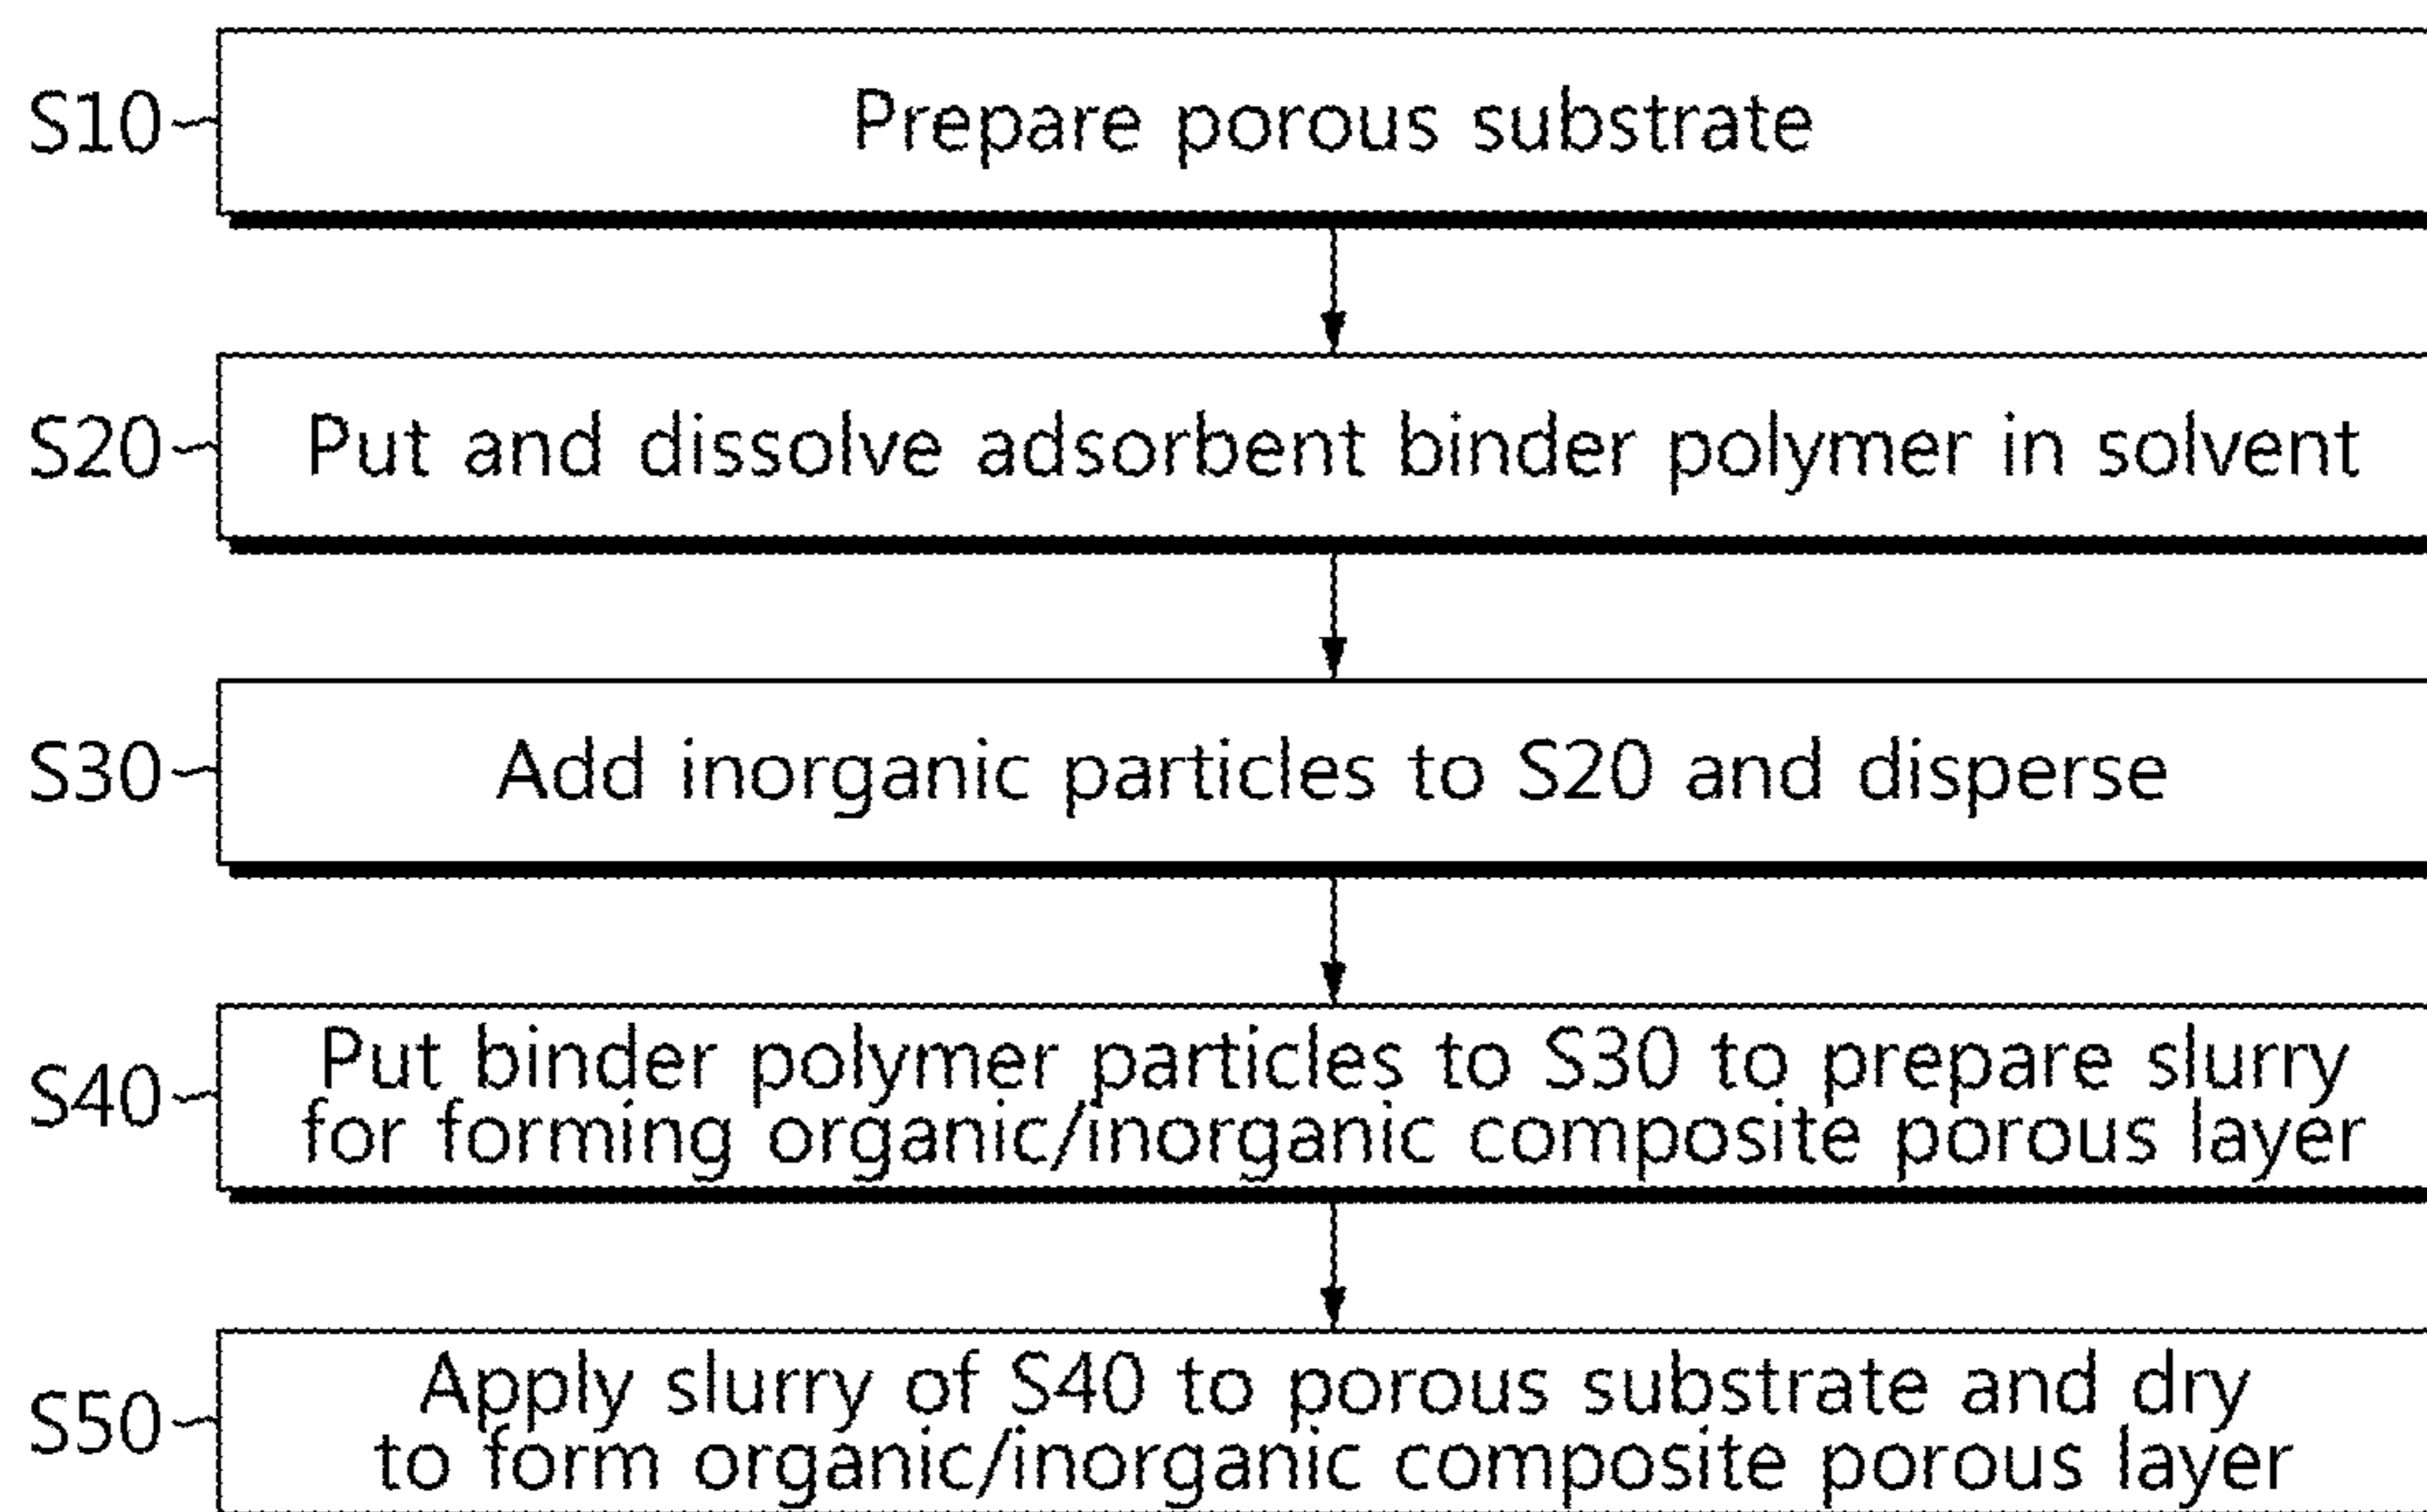 S10 Prepare porous substrate
S20 Put and dissolve adsorbent binder polymer in solvent
S30 Add inorganic particles to S20 and disperse
S40 Put binder polymer particles to S30 to prepare slurry
for forming organic/inorganic composite porous layer
S50 Apply slurry of S40 to porous substrate and dry
to form organic/inorganic composite porous layer